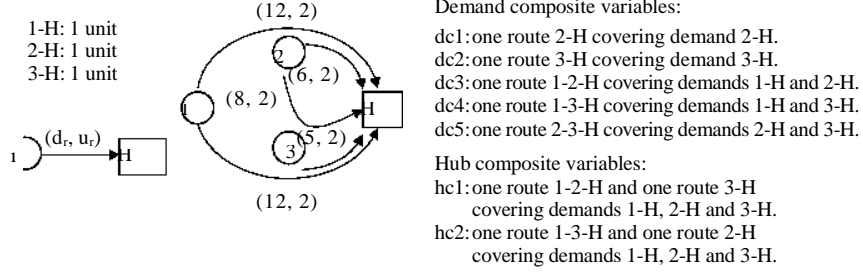 1-H: 1 unit
2-H: 1 unit
3-H: 1 unit
(dr, ur)
1
H
(12, 2)
2
(6, 2)
(8, 2)
1
H
(5, 2)
3
(12, 2)
Demand composite variables:
dc1: one route 2-H covering demand 2-H.
dc2: one route 3-H covering demand 3-H.
dc3: one route 1-2-H covering demands 1-H and 2-H.
dc4: one route 1-3-H covering demands 1-H and 3-H.
dc5: one route 2-3-H covering demands 2-H and 3-H.
Hub composite variables:
hc1: one route 1-2-H and one route 3-H
covering demands 1-H, 2-H and 3-H.
hc2: one route 1-3-H and one route 2-H
covering demands 1-H, 2-H and 3-H.